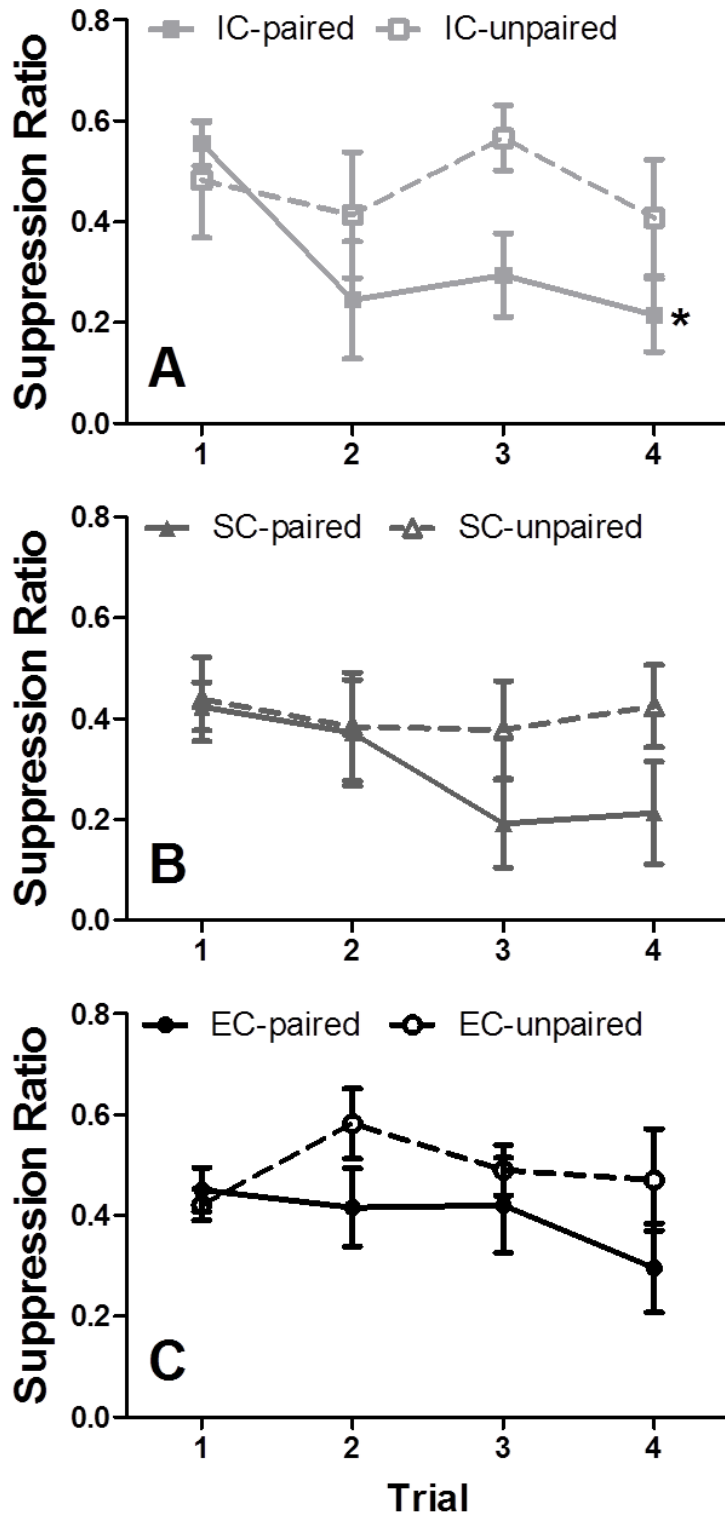 0.8
IC-paired IC-unpaired
0.6
0.4
0.2
*
A
0.0
1 2 3 4
Suppression Ratio
0.8
SC-paired SC-unpaired
0.6
0.4
0.2
B
0.0
1 2 3 4
Suppression Ratio
0.8
EC-paired EC-unpaired
0.6
0.4
0.2
C
0.0
1 2 3 4
Suppression Ratio
Trial